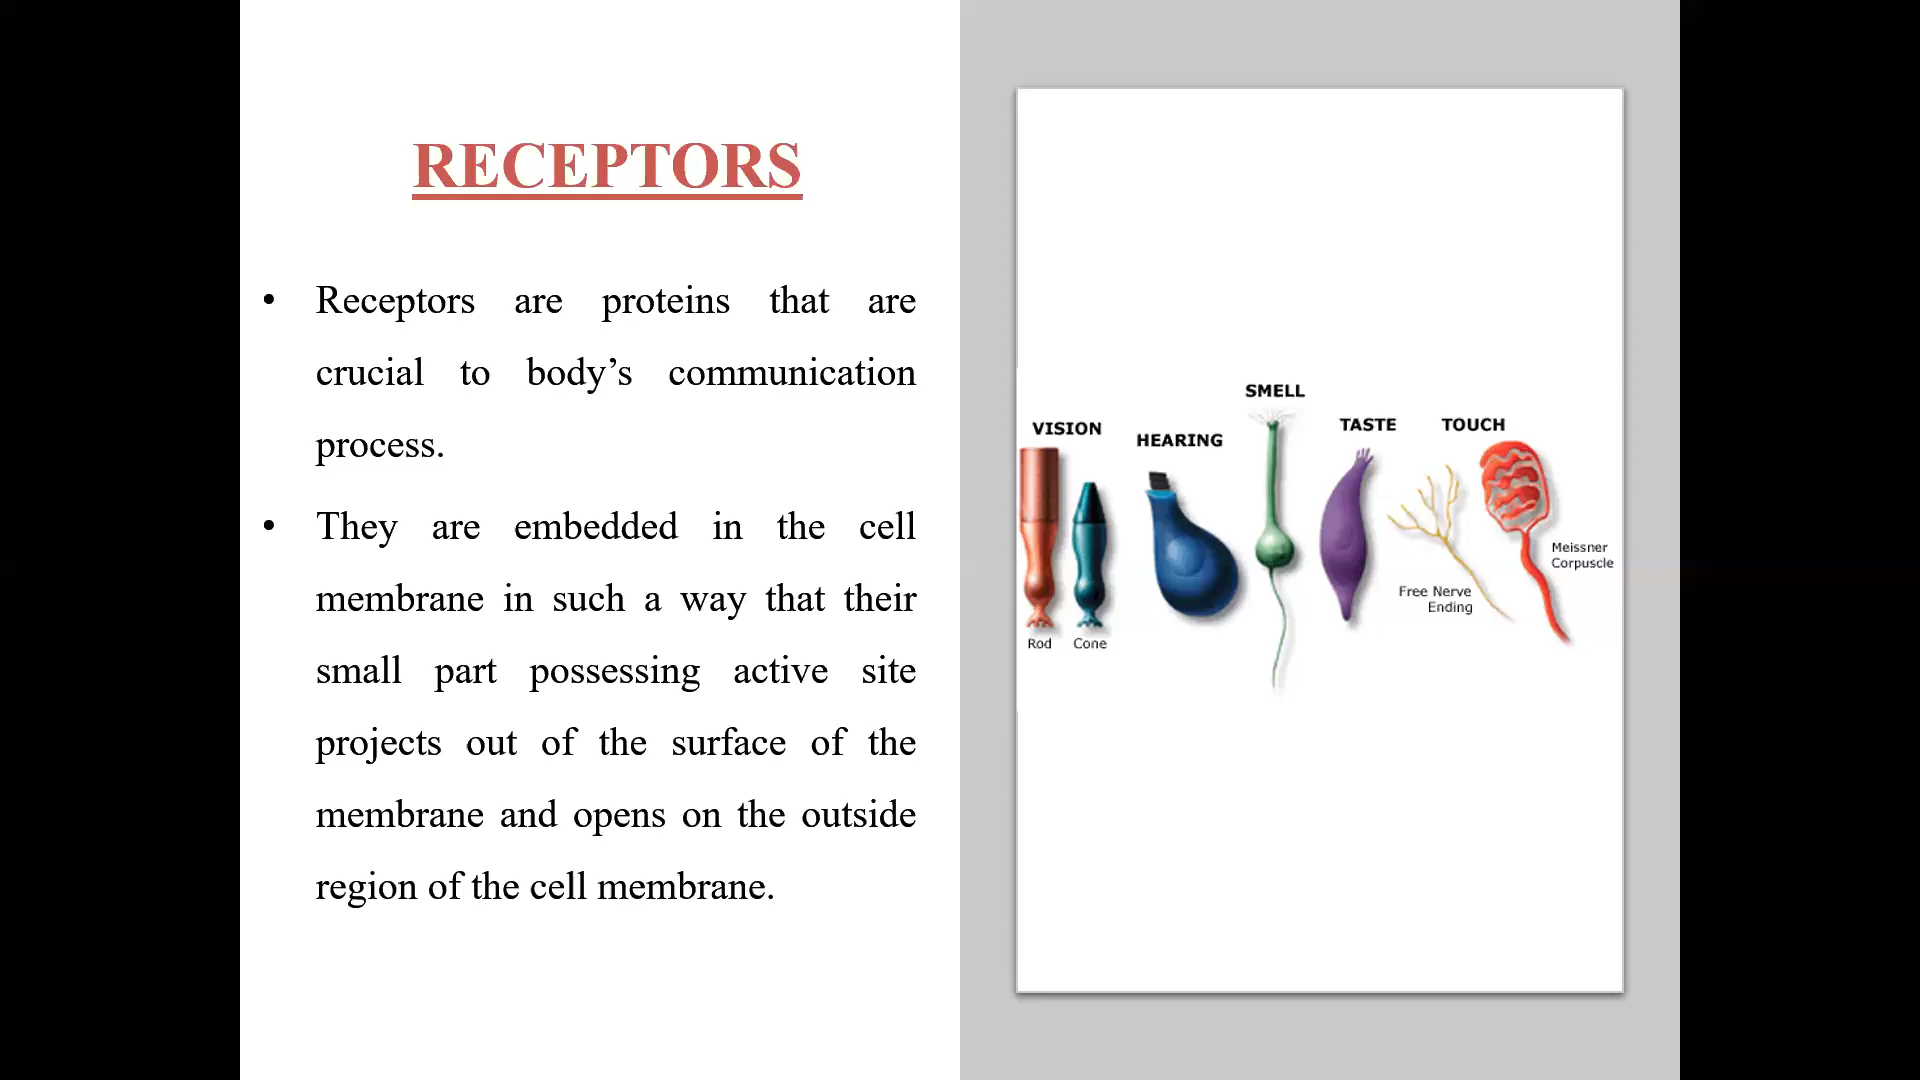 RECEPTORS
• Receptors are proteins that are
crucial to body’s communication
process.
• They are embedded in the cell
membrane in such a way that their
small part possessing active site
projects out of the surface of the
membrane and opens on the outside
region of the cell membrane.
VISION
HEARING
SMELL
TASTE
TOUCH
Rod
Cone
Free Nerve
Ending
Meissner
Corpuscle